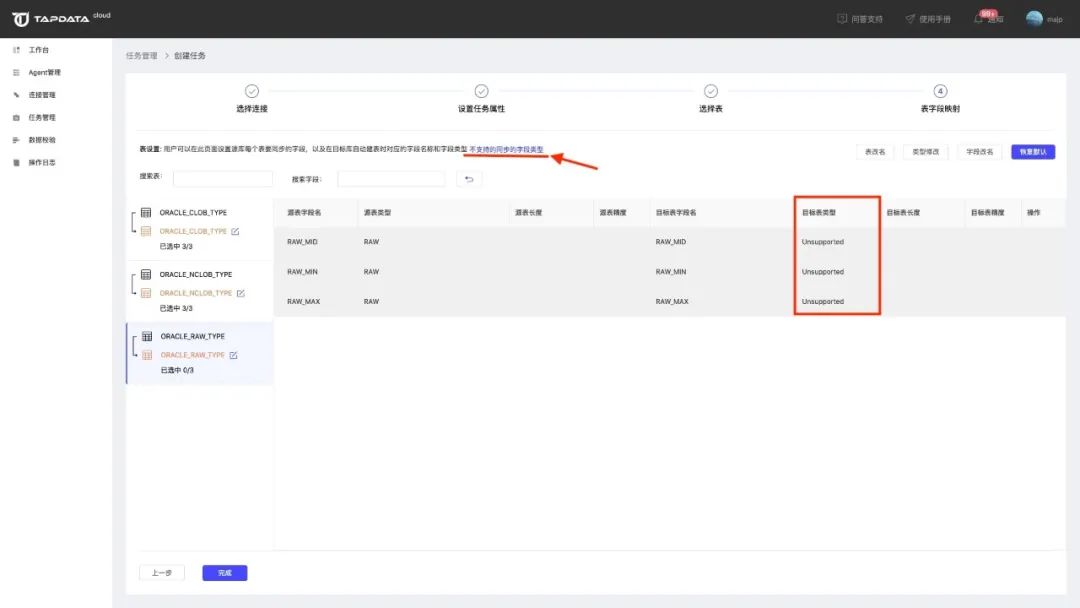 TAPDATA cloud
问答支持 使用手册 99+ 通知 majp
工作台
Agent管理
连接管理
任务管理
数据校验
操作日志
任务管理 > 创建任务
4
选择连接 设置任务属性 选择表 表字段映射
表设置: 用户可以在此页面设置源库每个表要同步的字段，以及在目标库自动建表时对应的字段名称和字段类型 不支持的同步的字段类型
表改名 类型修改 字段改名 恢复默认
搜索表: 搜索字段:
ORACLE_CLOB_TYPE
ORACLE_CLOB_TYPE
已选中 3/3
ORACLE_NCLOB_TYPE
ORACLE_NCLOB_TYPE
已选中 3/3
ORACLE_RAW_TYPE
ORACLE_RAW_TYPE
已选中 0/3
源表字段名 源表类型 源表长度 源表精度 目标表字段名 目标表类型 目标表长度 目标表精度 操作
RAW_MID RAW RAW_MID Unsupported
RAW_MIN RAW RAW_MIN Unsupported
RAW_MAX RAW RAW_MAX Unsupported
上一步 完成